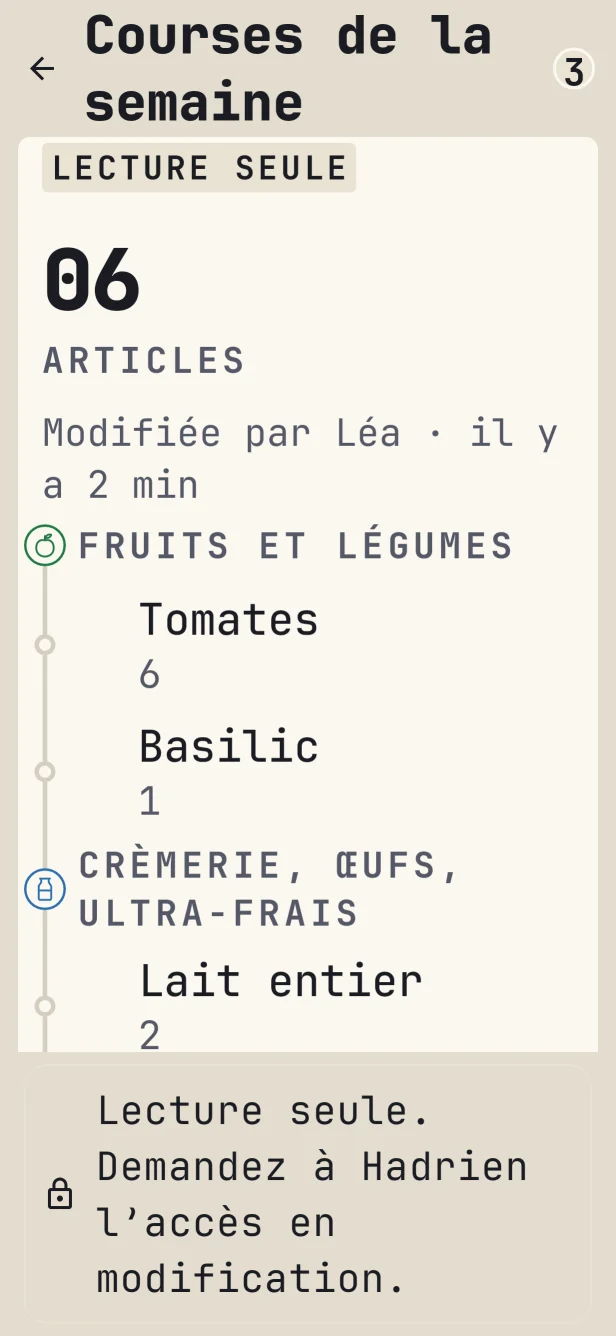 Courses de la
semaine
3
LECTURE SEULE
06
ARTICLES
Modifiée par Léa · il y
a 2 min
FRUITS ET LÉGUMES
Tomates
6
Basilic
1
CRÈMERIE, ŒUFS,
ULTRA-FRAIS
Lait entier
2
Lecture seule.
Demandez à Hadrien
l’accès en
modification.